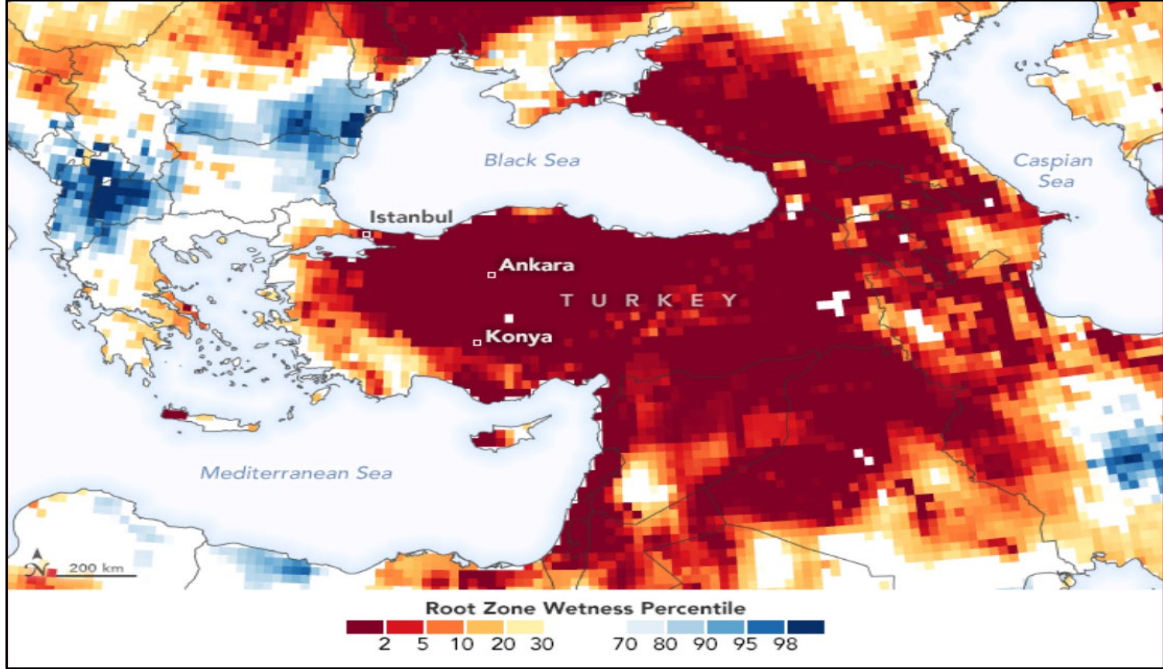 Black Sea
Caspian
Sea
Istanbul
Ankara
TURKEY
Konya
Mediterranean Sea
N
200 km
Root Zone Wetness Percentile
2 5 10 20 30 70 80 90 95 98